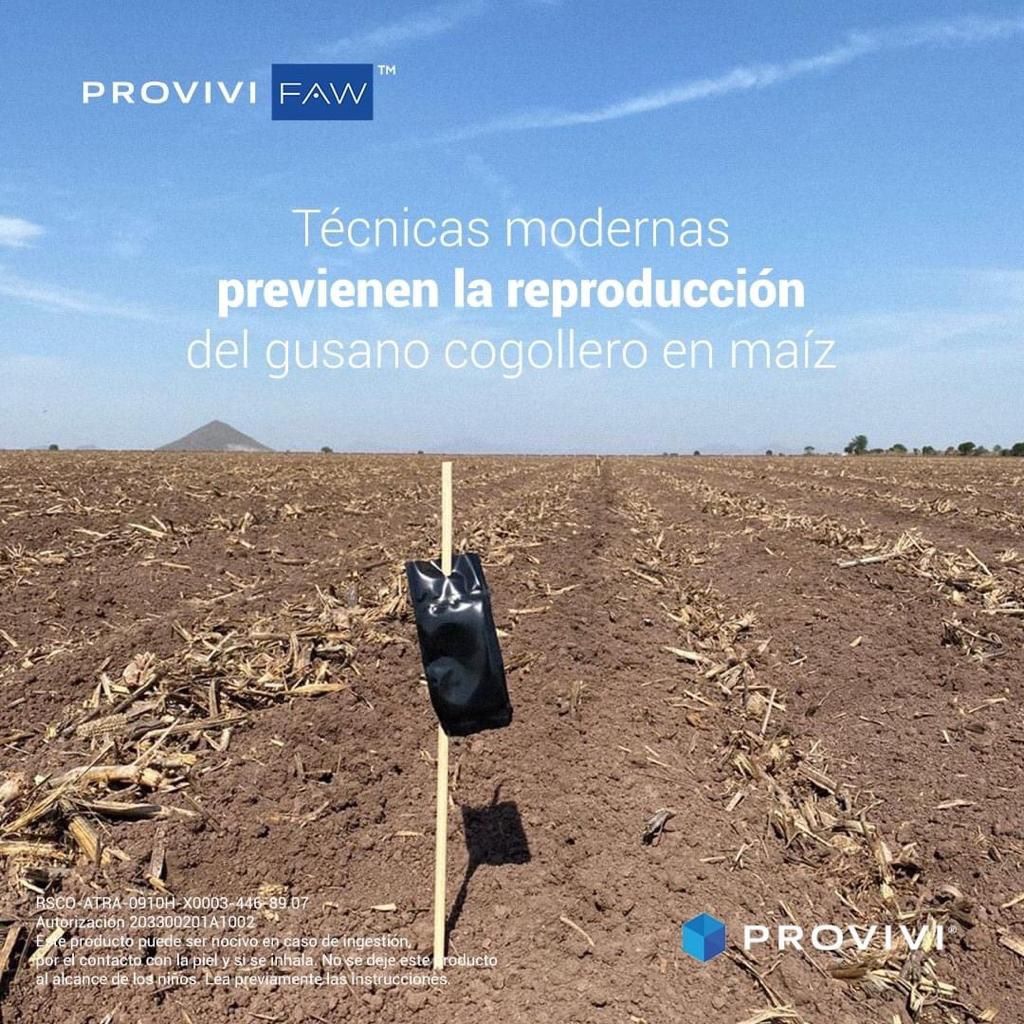 PROVIVI FAW™
Técnicas modernas
previenen la reproducción
del gusano cogollero en maíz
RSCO-ATRA-0910H-X0003-446-89.07
Autorización 203300201A1002
Este producto puede ser nocivo en caso de ingestión,
por el contacto con la piel y si se inhala. No se deje este producto
al alcance de los niños. Lea previamente las Instrucciones.
PROVIVI®